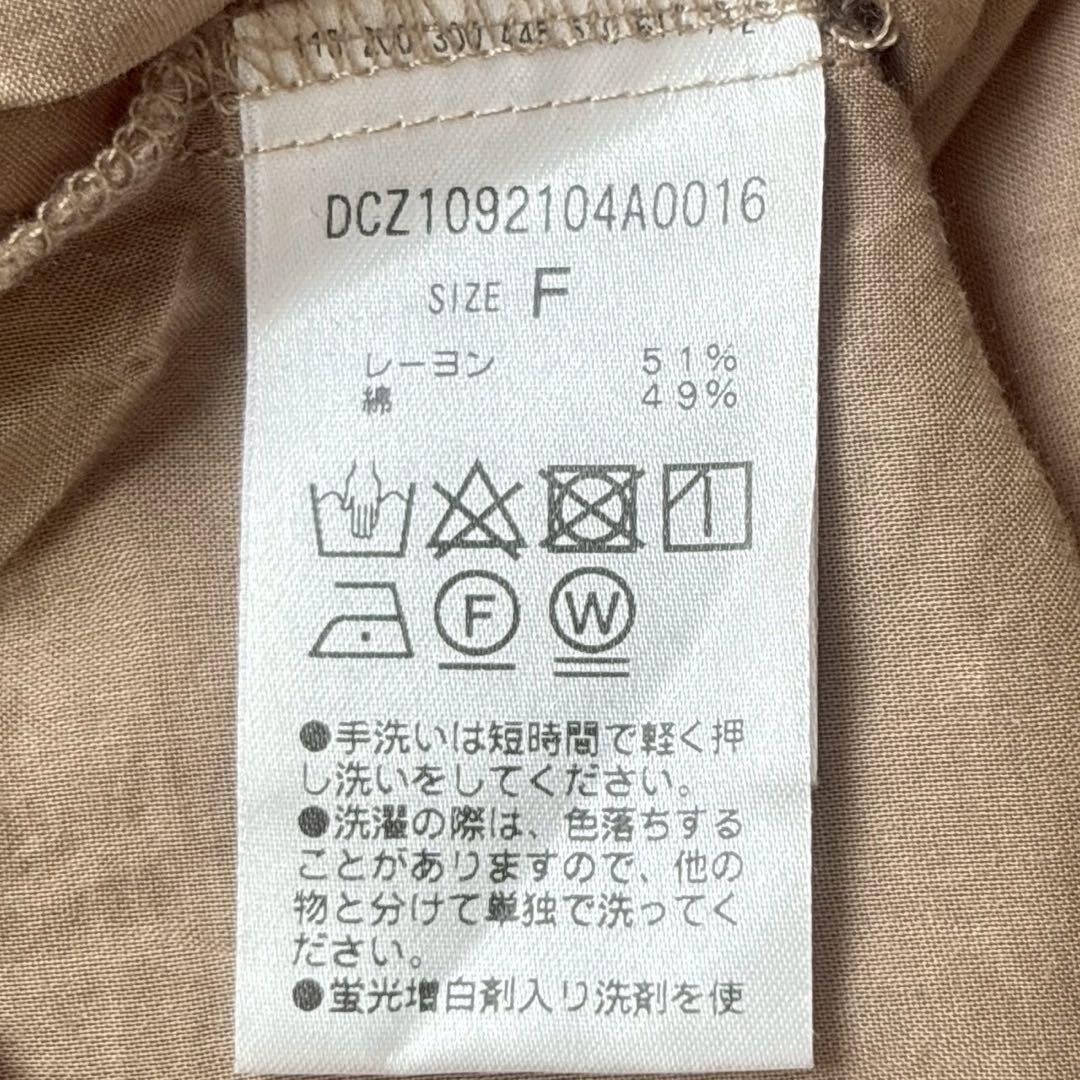 DCZ1092104A0016
SIZE F
レーヨン 51%
綿 49%
F W
●手洗いは短時間で軽く押
し洗いをしてください。
●洗濯の際は、色落ちする
ことがありますので、他の
物と分けて単独で洗ってく
ださい。
●蛍光増白剤入り洗剤を使